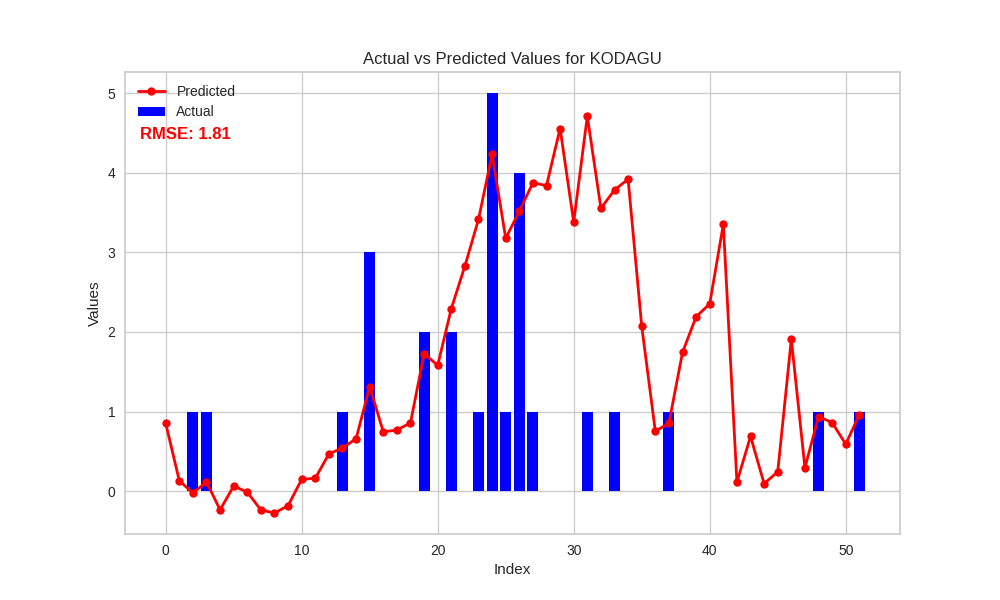 Actual vs Predicted Values for KODAGU
Predicted
Actual
RMSE: 1.81
5
4
3
2
1
0
Values
0 10 20 30 40 50
Index